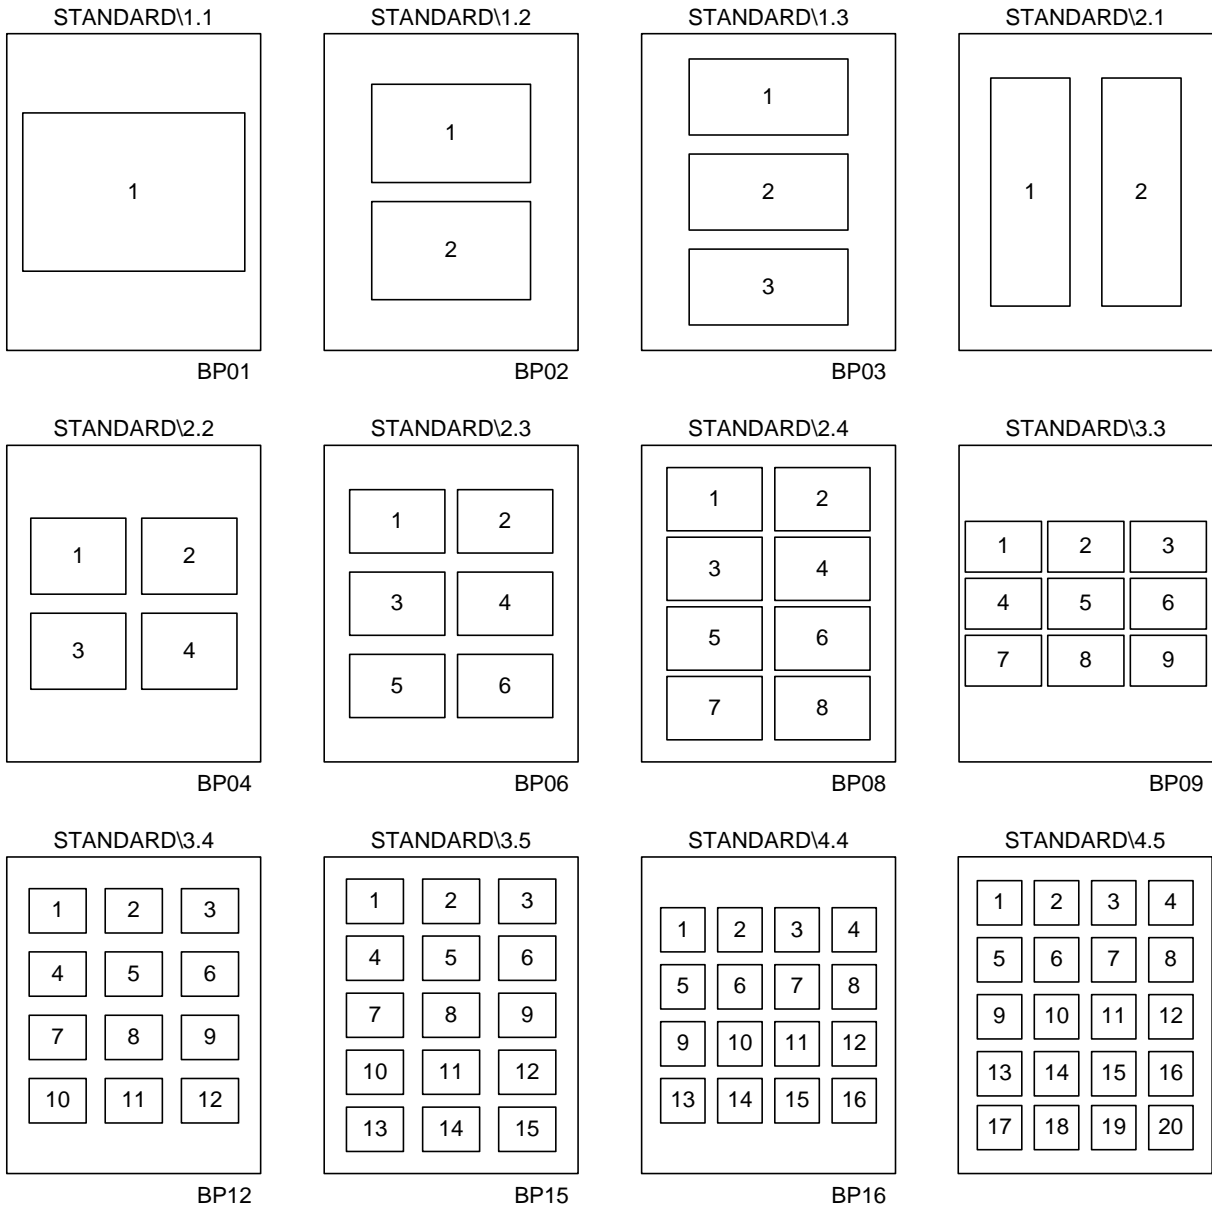 STANDARD\1.1 STANDARD\1.2 STANDARD\1.3 STANDARD\2.1
1
1
2
1
2
3
1 2
BP01 BP02 BP03
STANDARD\2.2 STANDARD\2.3 STANDARD\2.4 STANDARD\3.3
1 2
3 4
1 2
3 4
5 6
1 2
3 4
5 6
7 8
1 2 3
4 5 6
7 8 9
BP04 BP06 BP08 BP09
STANDARD\3.4 STANDARD\3.5 STANDARD\4.4 STANDARD\4.5
1 2 3
4 5 6
7 8 9
10 11 12
1 2 3
4 5 6
7 8 9
10 11 12
13 14 15
1 2 3 4
5 6 7 8
9 10 11 12
13 14 15 16
1 2 3 4
5 6 7 8
9 10 11 12
13 14 15 16
17 18 19 20
BP12 BP15 BP16